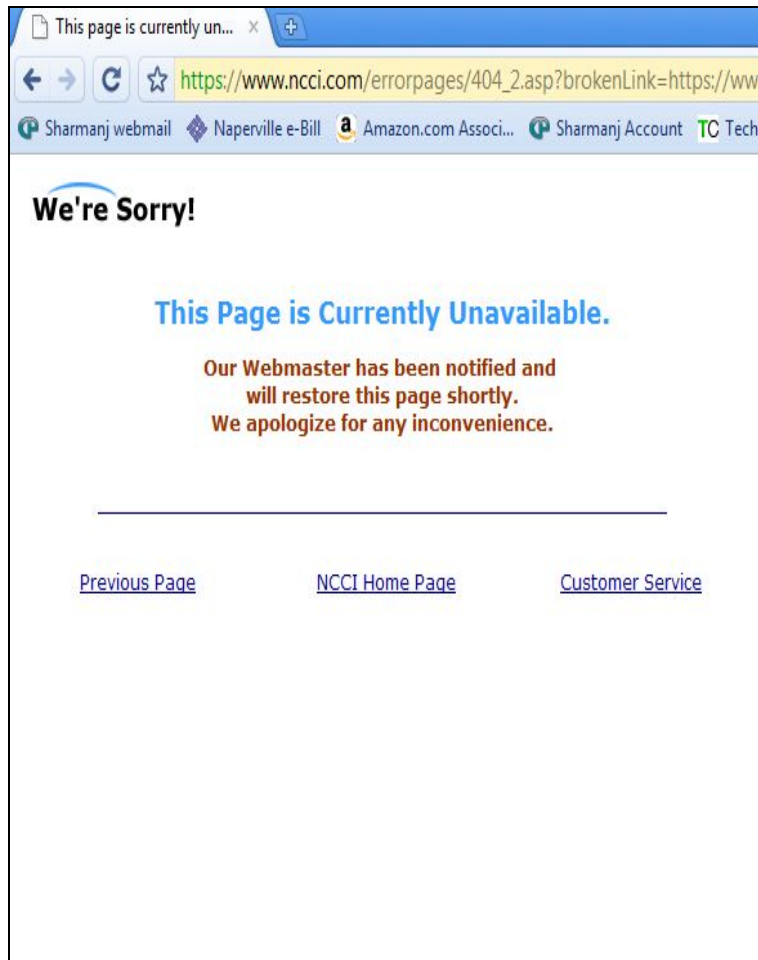 This page is currently un...
https://www.ncci.com/errorpages/404_2.asp?brokenLink=https://ww
Sharmanj webmail Naperville e-Bill a Amazon.com Associ... Sharmanj Account TC Tech
We're Sorry!
This Page is Currently Unavailable.
Our Webmaster has been notified and
will restore this page shortly.
We apologize for any inconvenience.
Previous Page NCCI Home Page Customer Service